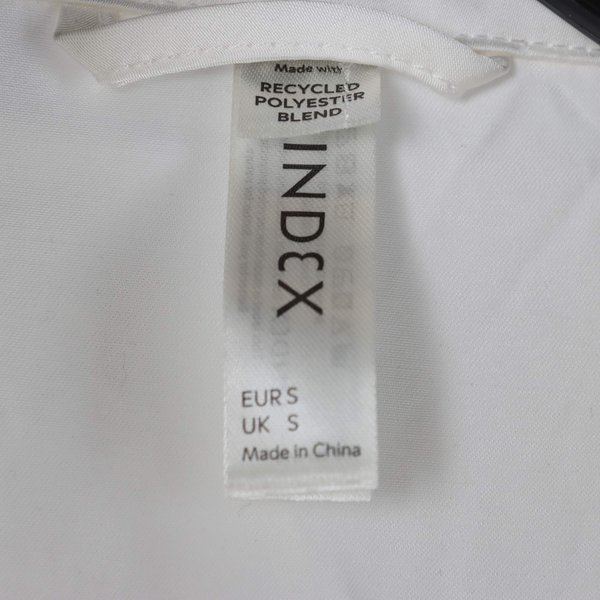 Made with
RECYCLED
POLYESTER
BLEND
INDEX
EUR S
UK S
Made in China